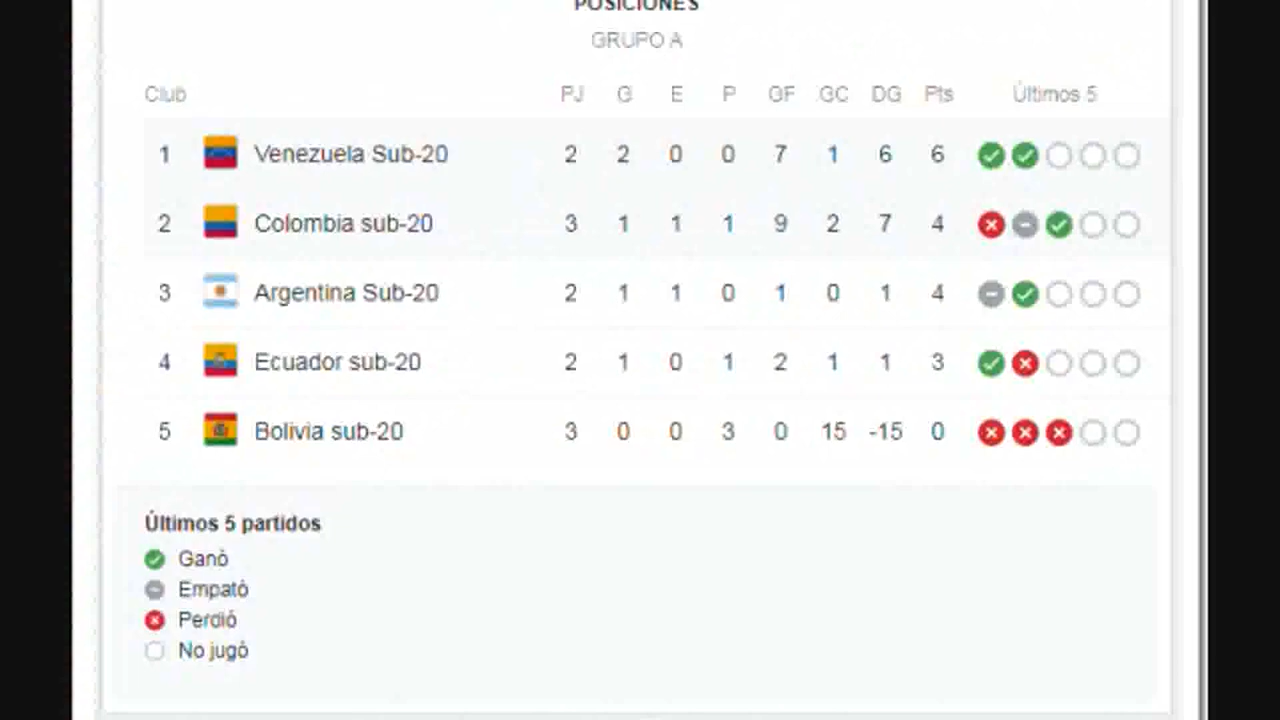 POSICIONES
GRUPO A
Club PJ G E P GF GC DG Pts Últimos 5
1 Venezuela Sub-20 2 2 0 0 7 1 6 6
2 Colombia sub-20 3 1 1 1 9 2 7 4
3 Argentina Sub-20 2 1 1 0 1 0 1 4
4 Ecuador sub-20 2 1 0 1 2 1 1 3
5 Bolivia sub-20 3 0 0 3 0 15 -15 0
Últimos 5 partidos
Ganó
Empató
Perdió
No jugó